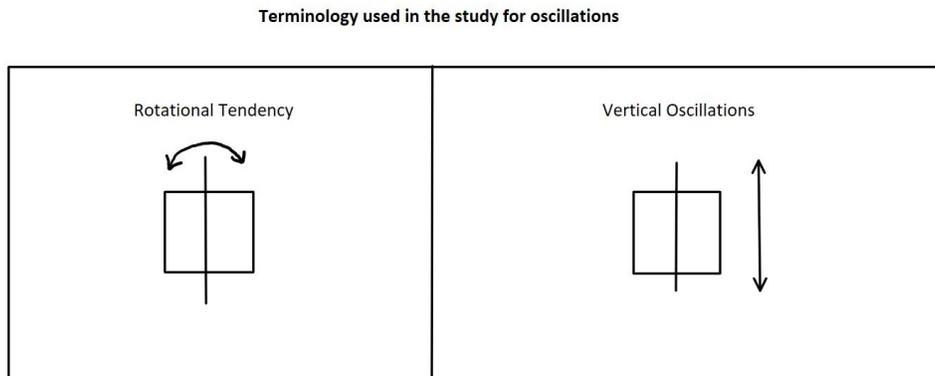 Terminology used in the study for oscillations
Rotational Tendency
Vertical Oscillations